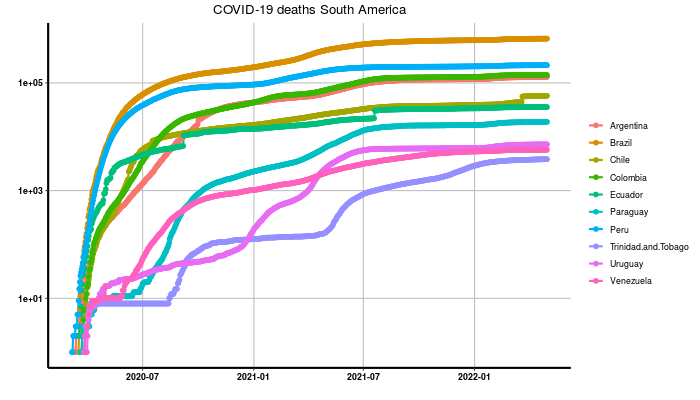 COVID-19 deaths South America
1e+05
1e+03
1e+01
2020-07
2021-01
2021-07
2022-01
Argentina
Brazil
Chile
Colombia
Ecuador
Paraguay
Peru
Trinidad.and.Tobago
Uruguay
Venezuela